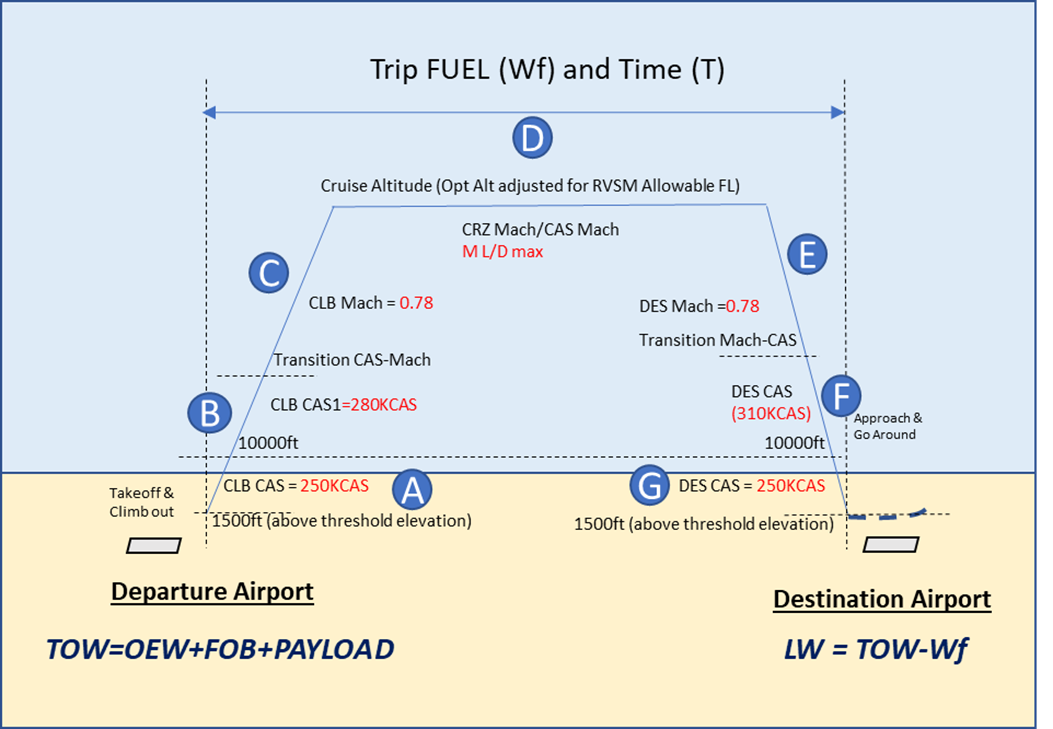 Trip FUEL (Wf) and Time (T)
D
Cruise Altitude (Opt Alt adjusted for RVSM Allowable FL)
CRZ Mach/CAS Mach
M L/D max
C
E
CLB Mach = 0.78
DES Mach =0.78
Transition CAS-Mach
Transition Mach-CAS
B
CLB CAS1=280KCAS
DES CAS
(310KCAS)
F
Approach &
Go Around
10000ft
10000ft
Takeoff &
Climb out
CLB CAS = 250KCAS
A
G
DES CAS = 250KCAS
1500ft (above threshold elevation)
1500ft (above threshold elevation)
Departure Airport
Destination Airport
TOW=OEW+FOB+PAYLOAD
LW = TOW-Wf